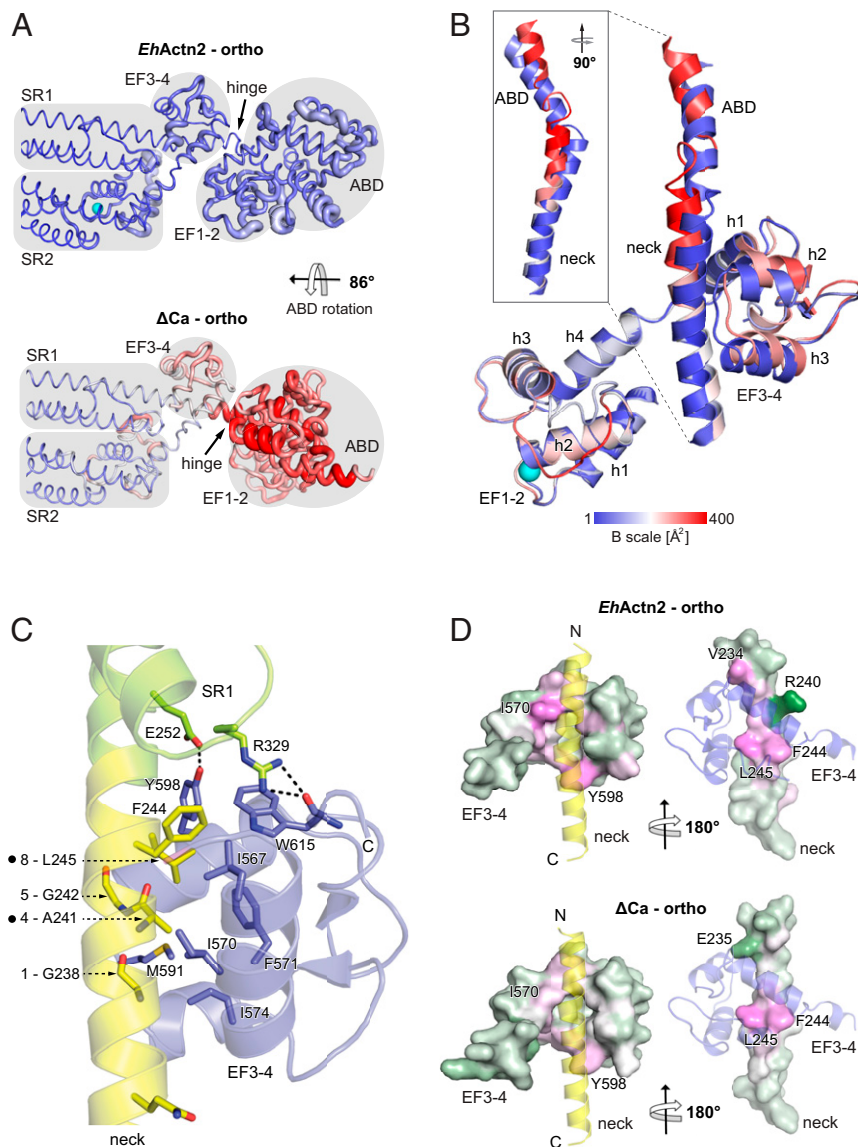 A
EhActn2 - ortho
SR1
EF3-4
hinge
ABD
SR2
EF1-2
86°
ABD rotation
ΔCa - ortho
SR1
EF3-4
hinge
ABD
SR2
EF1-2
B
90°
ABD
neck
ABD
neck
h1
h2
h3
EF3-4
h3
h4
h2
h1
EF1-2
1 400
B scale [Å²]
C
SR1
E252
R329
Y598
F244
W615
C
8 - L245
I567
5 - G242
4 - A241
I570
F571
M591
1 - G238
I574
EF3-4
neck
D
EhActn2 - ortho
N
V234
R240
I570
F244
EF3-4
L245
Y598
EF3-4
neck
C
180°
neck
ΔCa - ortho
N
E235
I570
F244
L245
EF3-4
Y598
EF3-4
neck
C
180°
neck